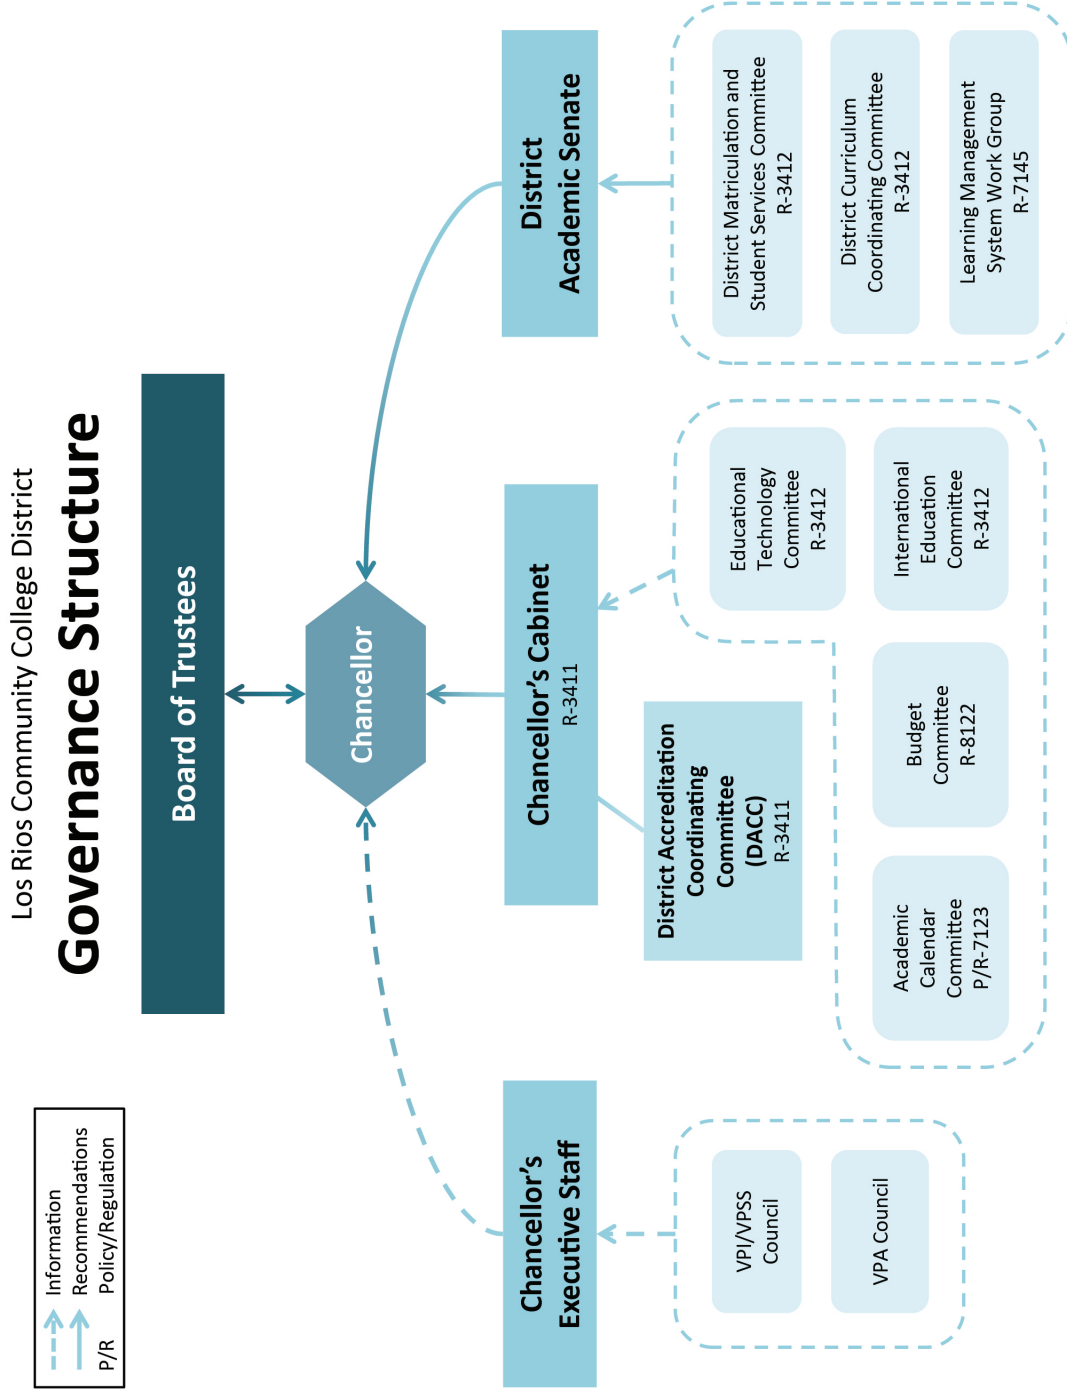 Los Rios Community College District
Governance Structure
Information
Recommendations
P/R Policy/Regulation
Board of Trustees
Chancellor
Chancellor’s
Executive Staff
Chancellor’s Cabinet
R-3411
District
Academic Senate
District Accreditation
Coordinating
Committee
(DACC)
R-3411
VPI/VPSS
Council
VPA Council
Academic
Calendar
Committee
P/R-7123
Budget
Committee
R-8122
Educational
Technology
Committee
R-3412
International
Education
Committee
R-3412
District Matriculation and
Student Services Committee
R-3412
District Curriculum
Coordinating Committee
R-3412
Learning Management
System Work Group
R-7145